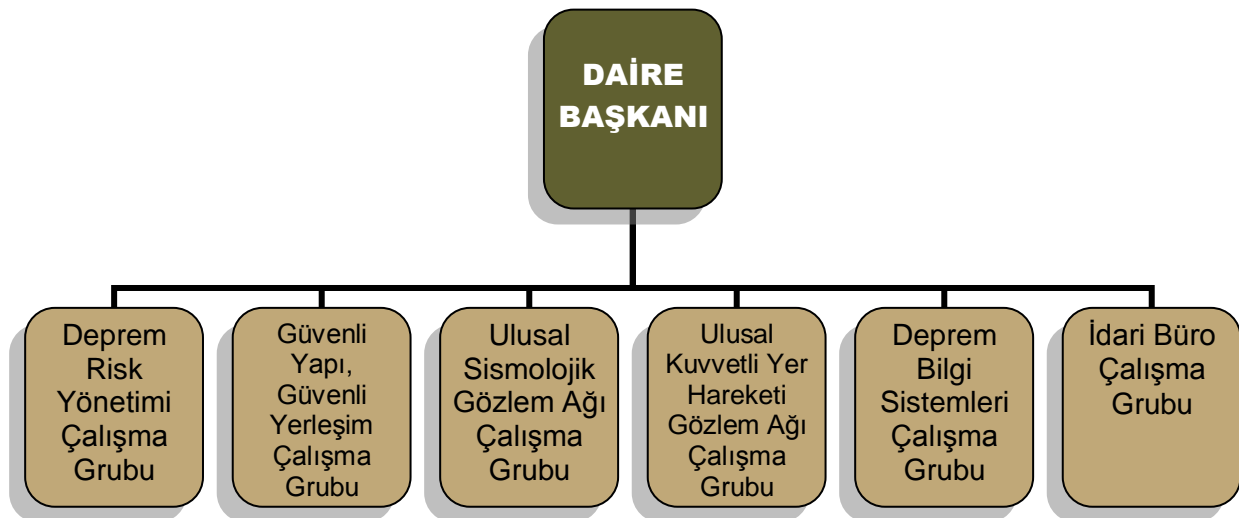 DAİRE
BAŞKANI
Deprem
Risk
Yönetimi
Çalışma
Grubu
Güvenli
Yapı,
Güvenli
Yerleşim
Çalışma
Grubu
Ulusal
Sismolojik
Gözlem Ağı
Çalışma
Grubu
Ulusal
Kuvvetli Yer
Hareketi
Gözlem Ağı
Çalışma
Grubu
Deprem
Bilgi
Sistemleri
Çalışma
Grubu
İdari Büro
Çalışma
Grubu